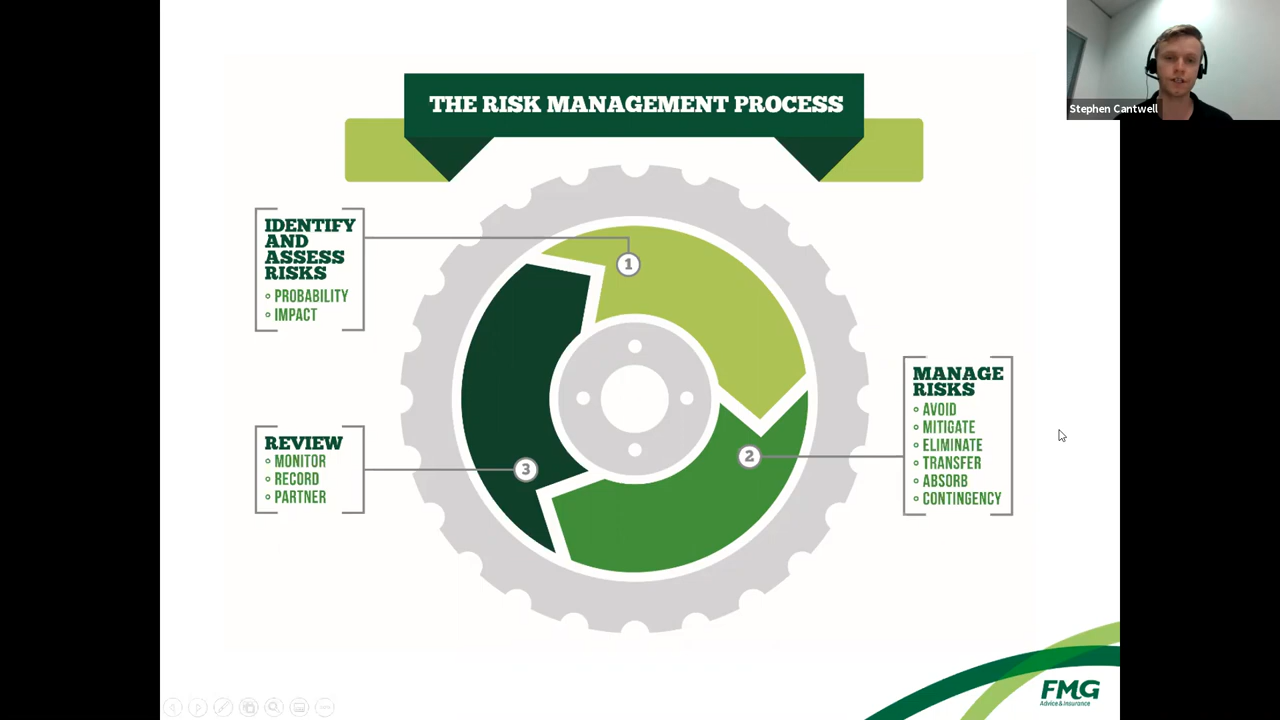 THE RISK MANAGEMENT PROCESS
Stephen Cantwell
IDENTIFY
AND
ASSESS
RISKS
PROBABILITY
IMPACT
1
MANAGE
RISKS
AVOID
MITIGATE
ELIMINATE
TRANSFER
ABSORB
CONTINGENCY
2
REVIEW
MONITOR
RECORD
PARTNER
3
FMG
Advice & Insurance